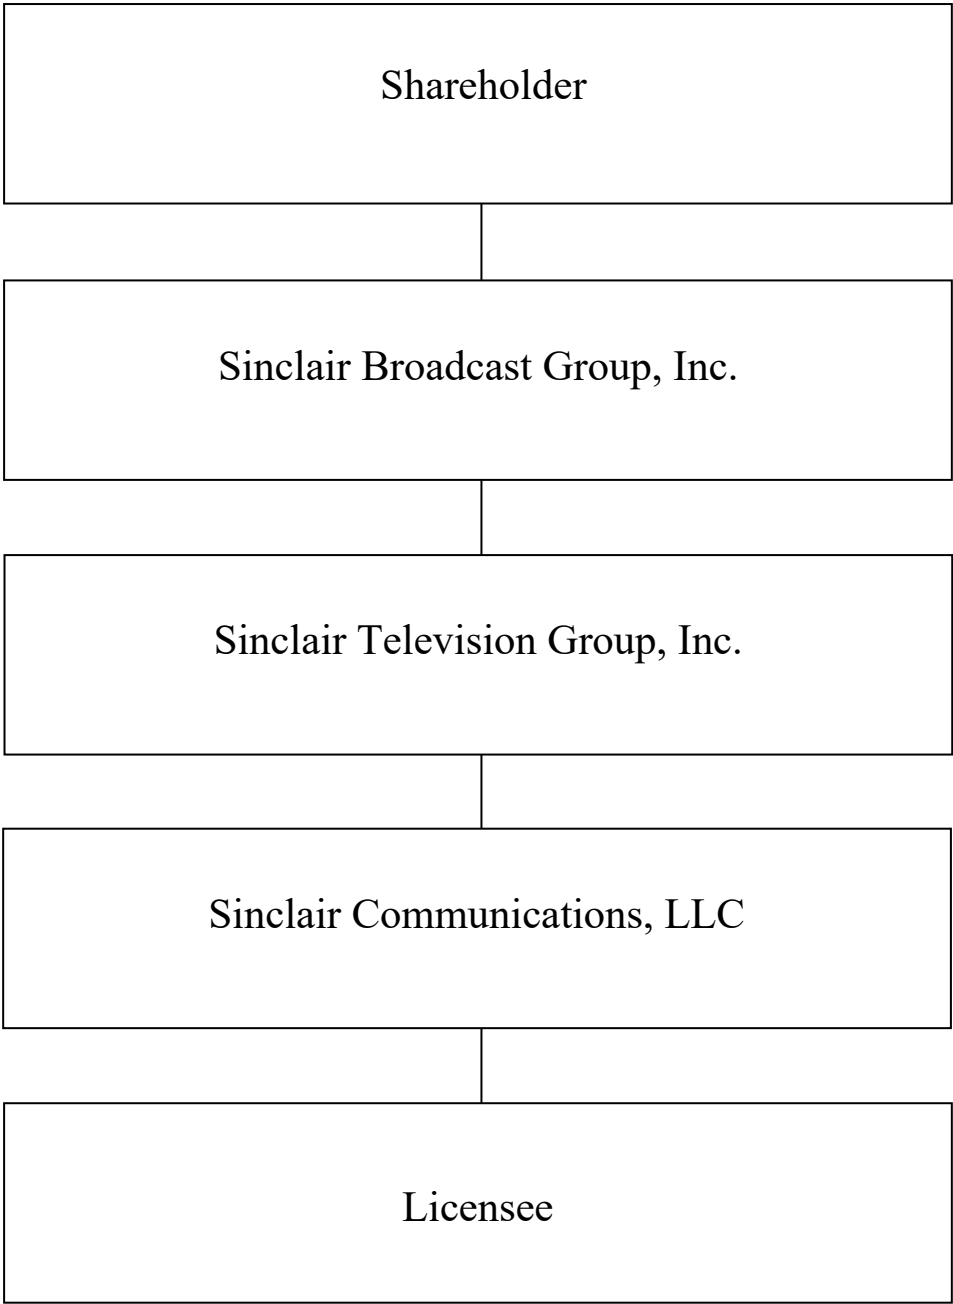 Shareholder
Sinclair Broadcast Group, Inc.
Sinclair Television Group, Inc.
Sinclair Communications, LLC
Licensee